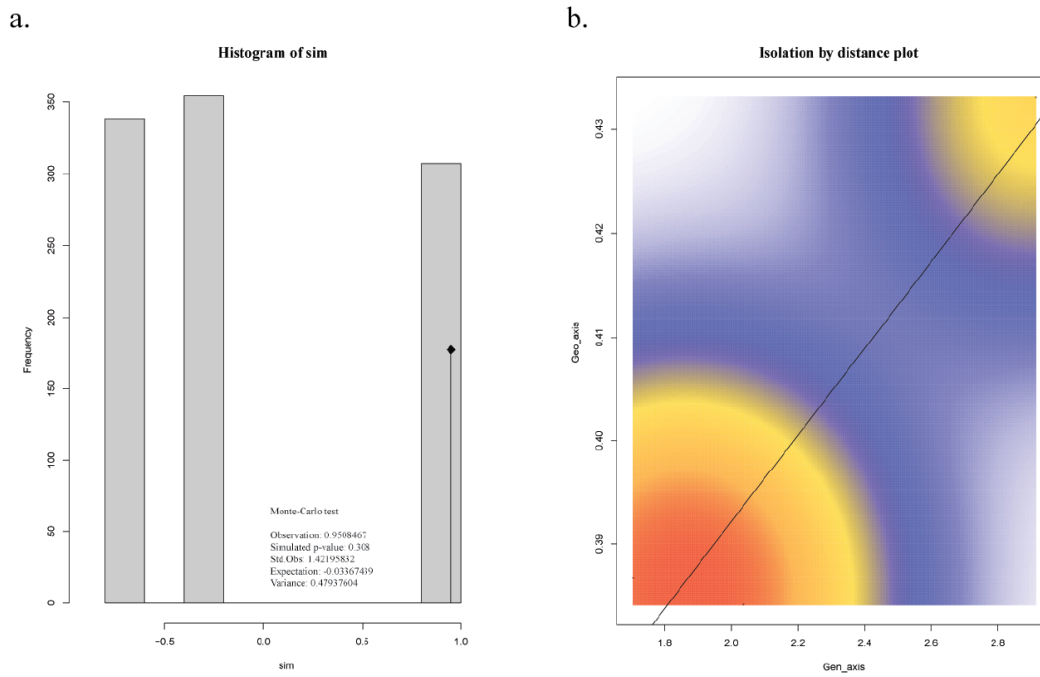 a.
Histogram of sim
350
300
250
200
150
100
50
0
Frequency
Monte-Carlo test
Observation: 0.9508467
Simulated p-value: 0.308
Std.Obs: 1.42195832
Expectation: -0.03367439
Variance: 0.47937604
−0.5
0.0
0.5
1.0
sim
b.
Isolation by distance plot
0.43
0.42
0.41
0.40
0.39
Geo_axis
1.8
2.0
2.2
2.4
2.6
2.8
Gen_axis